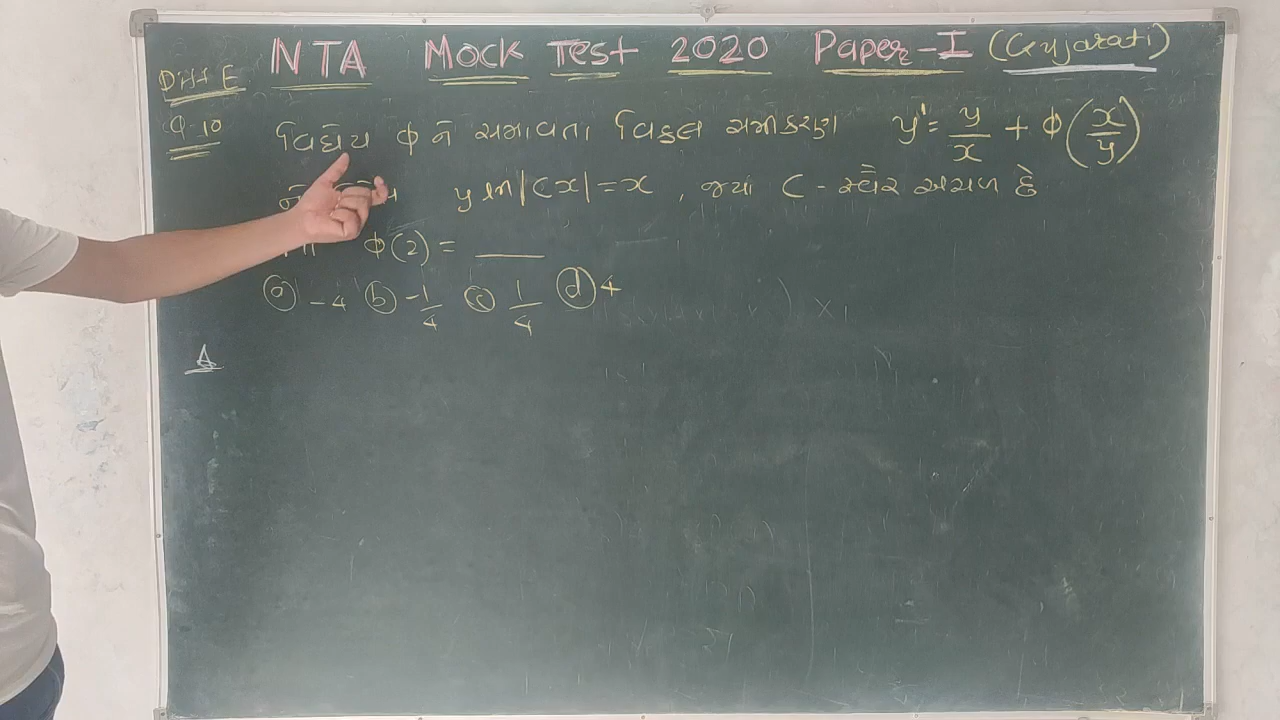 NTA Mock Test 2020 Paper-I (Gujarati)
Diff E
Q-10 વિધેય φ ને સમાવતા વિકલ સમીકરણ y' = y/x + φ(x/y)
y ln|cx| = x , જ્યાં C - સ્વૈર અચળ છે
φ(2) = ____
ⓐ -4 ⓑ -1/4 ⓒ 1/4 ⓓ 4
A